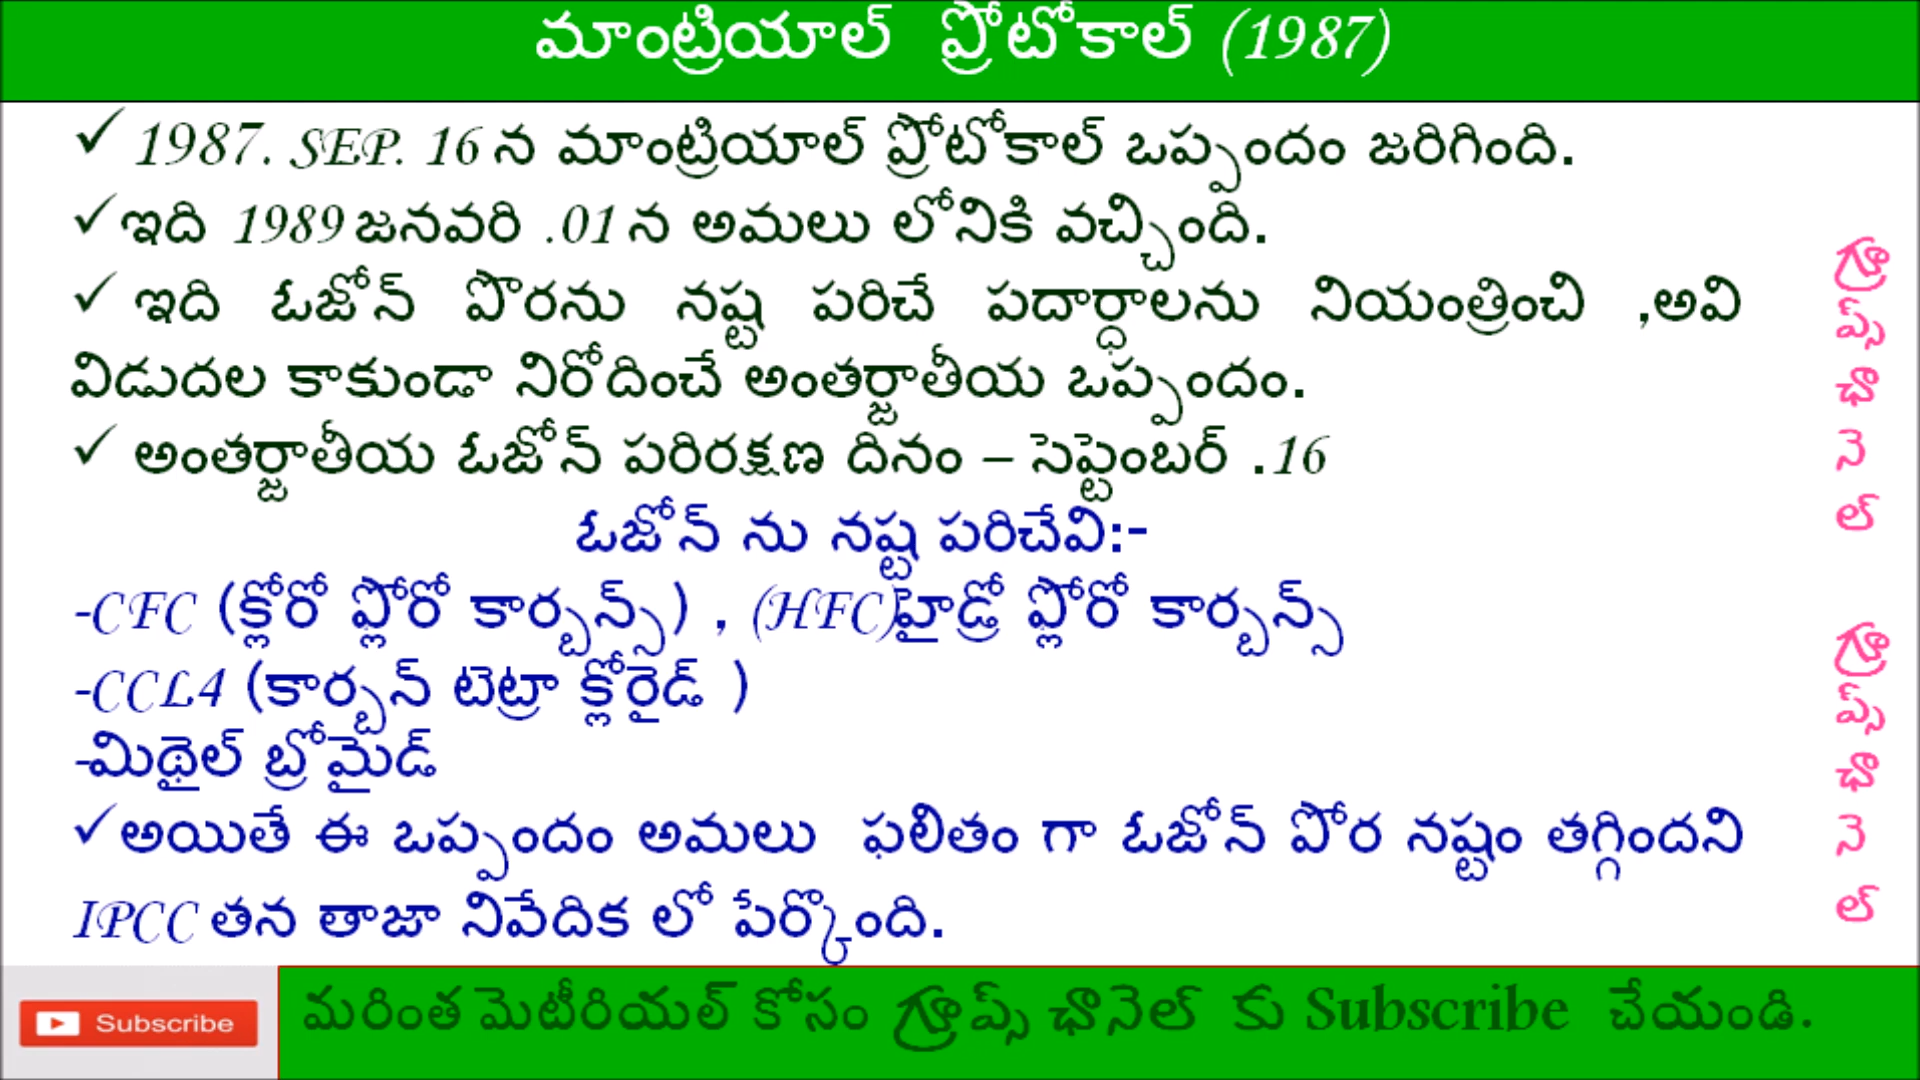 మాంట్రియాల్ ప్రోటోకాల్ (1987)
✓ 1987. SEP. 16 న మాంట్రియాల్ ప్రోటోకాల్ ఒప్పందం జరిగింది.
✓ఇది 1989 జనవరి .01 న అమలు లోనికి వచ్చింది.
✓ ఇది ఓజోన్ పొరను నష్ట పరిచే పదార్ధాలను నియంత్రించి ,అవి
విడుదల కాకుండా నిరోదించే అంతర్జాతీయ ఒప్పందం.
✓ అంతర్జాతీయ ఓజోన్ పరిరక్షణ దినం – సెప్టెంబర్ .16
ఓజోన్ ను నష్ట పరిచేవి:-
-CFC (క్లోరో ఫ్లోరో కార్బన్స్) , (HFC)హైడ్రో ఫ్లోరో కార్బన్స్
-CCL4 (కార్బన్ టెట్రా క్లోరైడ్ )
-మిథైల్ బ్రోమైడ్
✓అయితే ఈ ఒప్పందం అమలు ఫలితం గా ఓజోన్ పోర నష్టం తగ్గిందని
IPCC తన తాజా నివేదిక లో పేర్కొంది.
గ్రూప్స్ ఛానెల్
గ్రూప్స్ ఛానెల్
Subscribe
మరింత మెటీరియల్ కోసం గ్రూప్స్ ఛానెల్ కు Subscribe చేయండి.